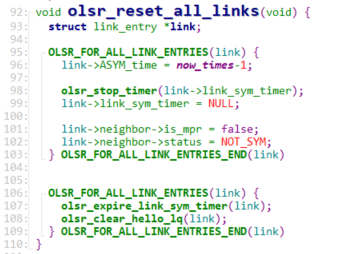 92: void olsr_reset_all_links(void) {
93: struct link_entry *link;
94:
95: OLSR_FOR_ALL_LINK_ENTRIES(link) {
96: link->ASYM_time = now_times-1;
97:
98: olsr_stop_timer(link->link_sym_timer);
99: link->link_sym_timer = NULL;
100:
101: link->neighbor->is_mpr = false;
102: link->neighbor->status = NOT_SYM;
103: } OLSR_FOR_ALL_LINK_ENTRIES_END(link)
104:
105:
106: OLSR_FOR_ALL_LINK_ENTRIES(link) {
107: olsr_expire_link_sym_timer(link);
108: olsr_clear_hello_lq(link);
109: } OLSR_FOR_ALL_LINK_ENTRIES_END(link)
110: }